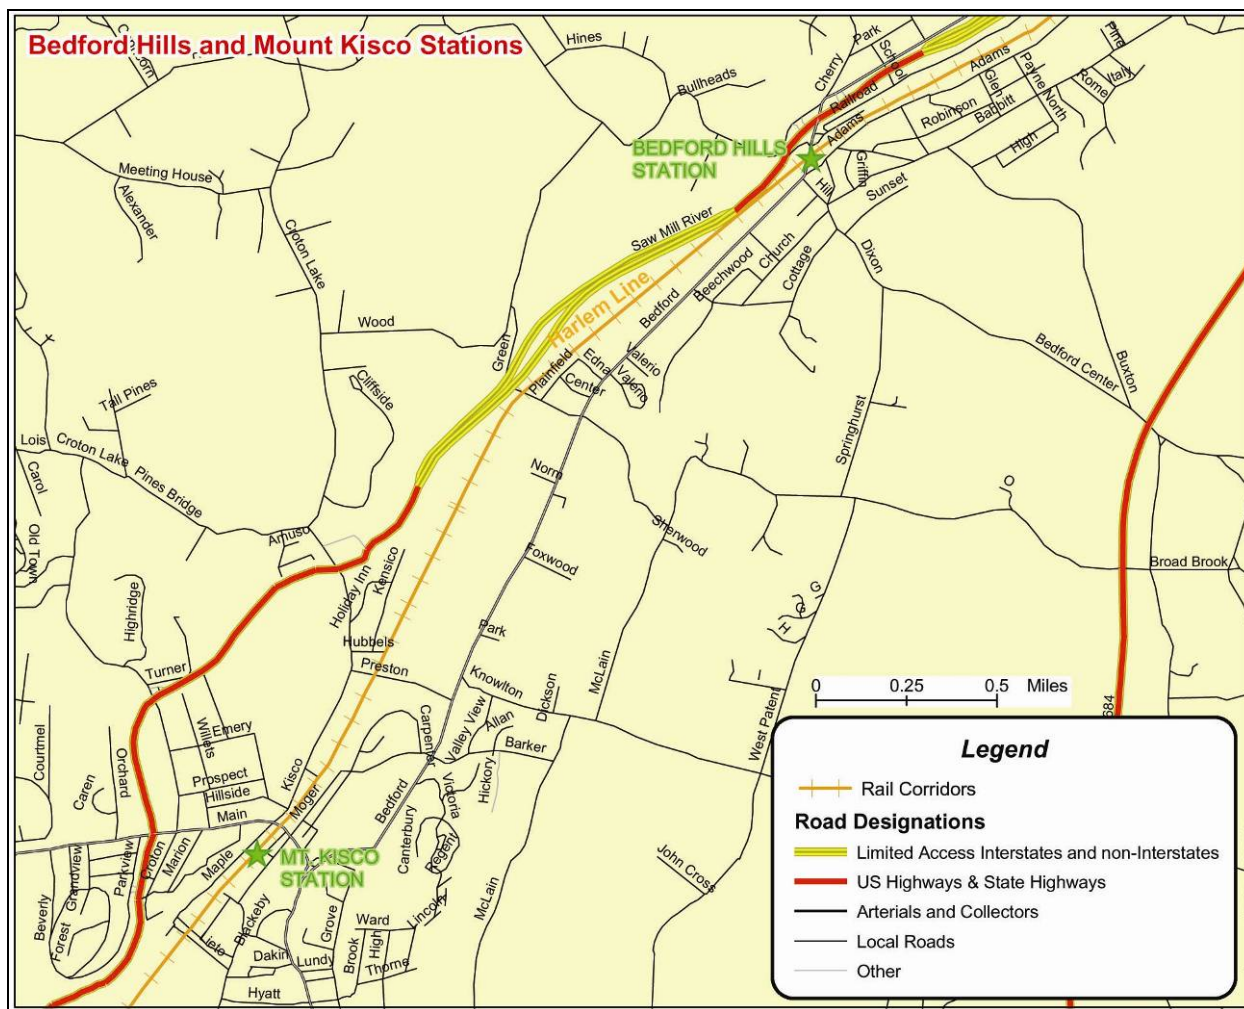 Bedford Hills and Mount Kisco Stations
Hines
Park
School
Cherry
Bullheads
Railroad
Adams
Adams
Glen
Payne North
Pine
Rome
Italy
Robinson
Babbitt
High
BEDFORD HILLS
STATION
Griffin
Hill
Sunset
Meeting House
Alexander
Croton Lake
Saw Mill River
Harlem Line
Church
Beechwood
Cottage
Dixon
Bedford
Wood
Green
Plainfield
Edna
Valerio
Center
Valerio
Bedford Center
Buxton
Cliffside
Tall Pines
Springhurst
Lois
Croton Lake
Pines Bridge
Carol
Old Town
Norm
Sherwood
O
Amuso
Foxwood
Broad Brook
Holiday Inn
Kensico
Highridge
G
G
H
Hubbels
Park
Preston
Turner
Knowlton
Dickson
McLain
I
West Patent
0 0.25 0.5 Miles
684
Courtmel
Orchard
Willets
Emery
Carpenter
Valley View
Allan
Barker
Caren
Prospect
Hillside
Kisco
Moger
Main
Bedford
Victoria
Hickory
Canterbury
Regent
MT. KISCO
STATION
Beverly
Grandview
Parkview
Croton
Marion
Maple
Forest
McLain
John Cross
Lieto
Blackeby
Grove
Ward
Lincoln
Dakin
Lundy
Brook
High
Thorne
Hyatt
Legend
Rail Corridors
Road Designations
Limited Access Interstates and non-Interstates
US Highways & State Highways
Arterials and Collectors
Local Roads
Other